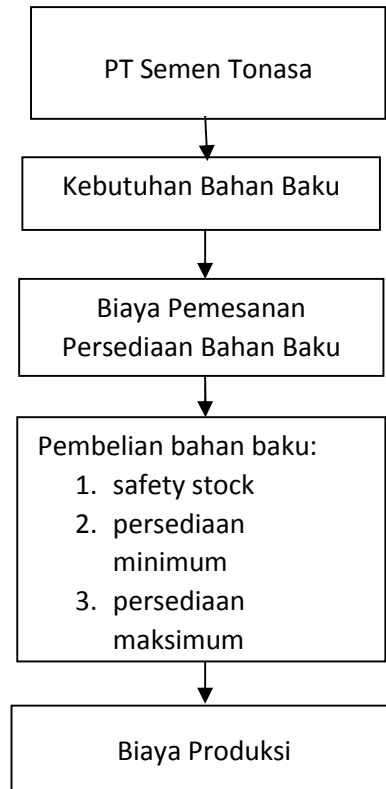 PT Semen Tonasa
Kebutuhan Bahan Baku
Biaya Pemesanan
Persediaan Bahan Baku
Pembelian bahan baku:
1. safety stock
2. persediaan
minimum
3. persediaan
maksimum
Biaya Produksi